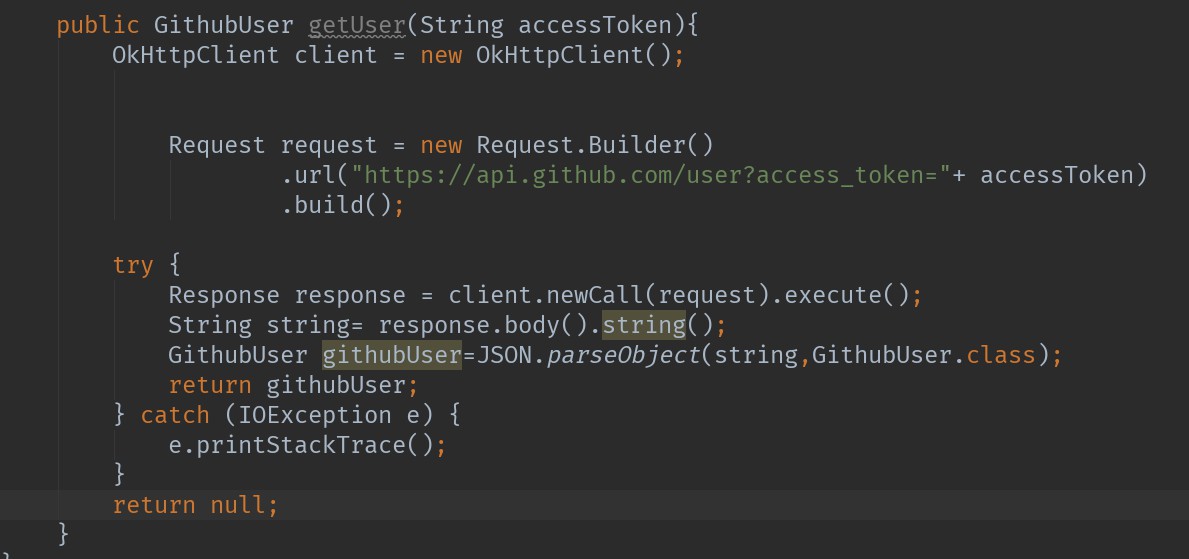 public GithubUser getUser(String accessToken){
OkHttpClient client = new OkHttpClient();
Request request = new Request.Builder()
.url("https://api.github.com/user?access_token="+ accessToken)
.build();
try {
Response response = client.newCall(request).execute();
String string= response.body().string();
GithubUser githubUser=JSON.parseObject(string,GithubUser.class);
return githubUser;
} catch (IOException e) {
e.printStackTrace();
}
return null;
}